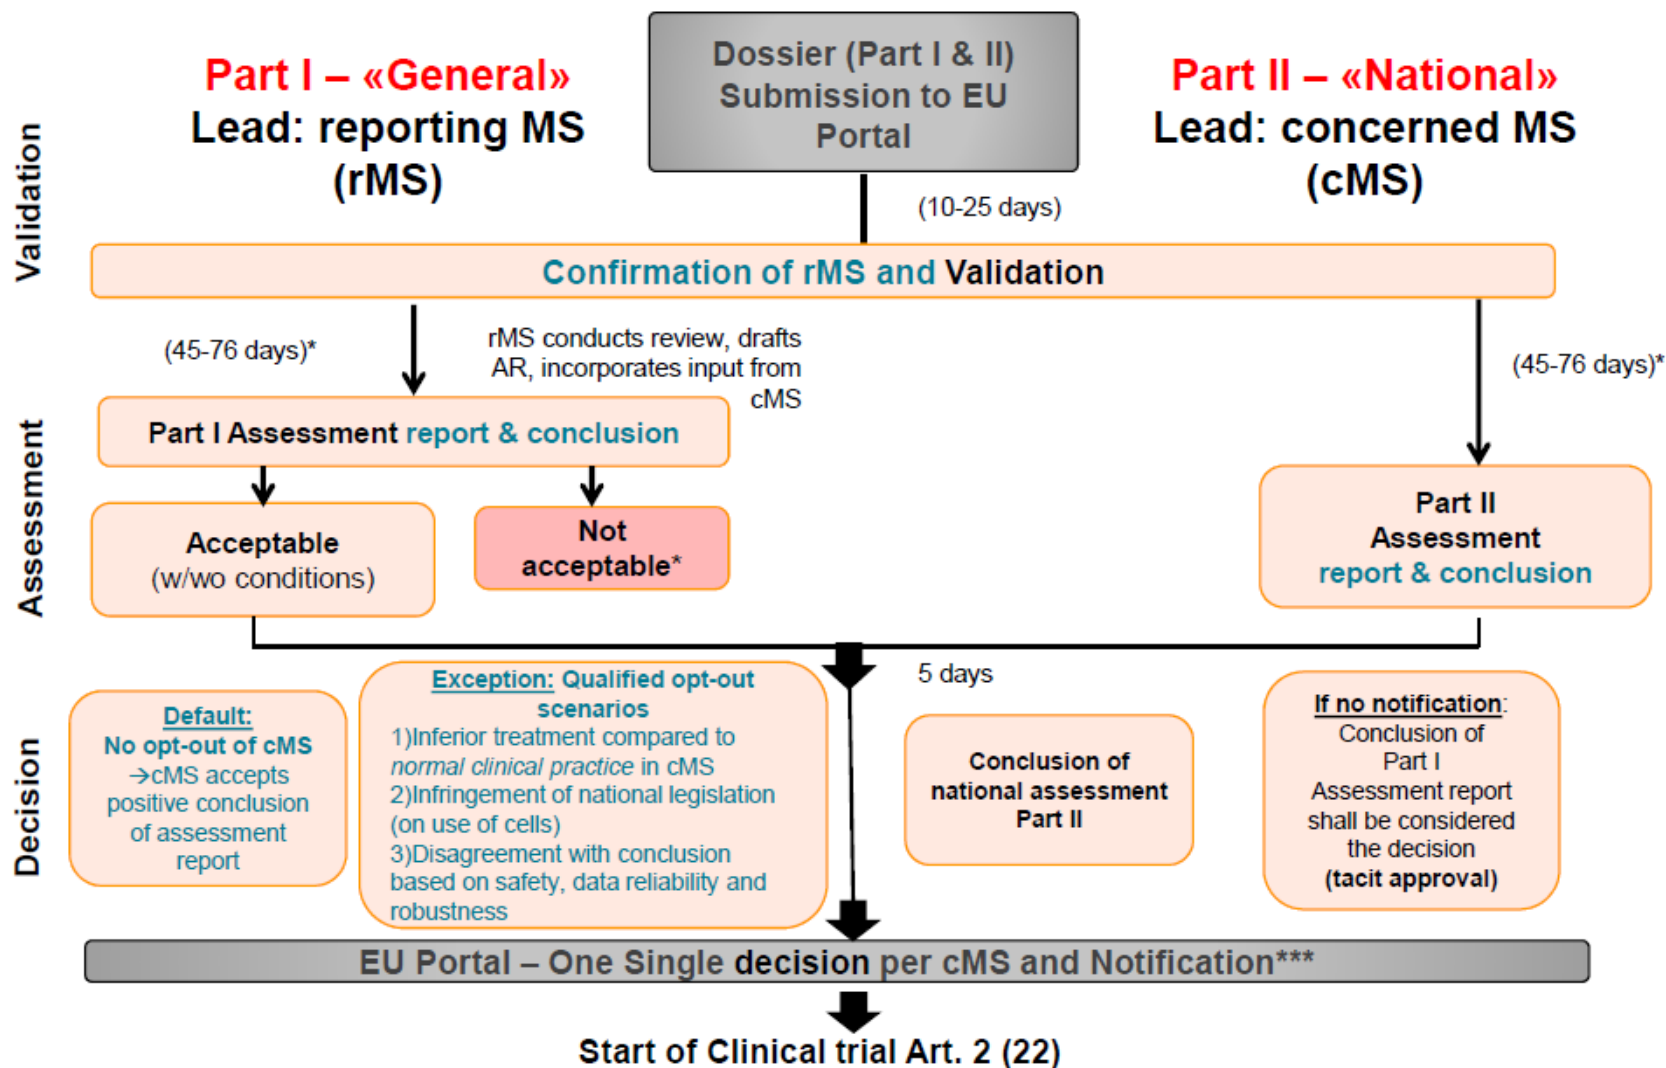 Dossier (Part I & II)
Submission to EU
Portal
Part I – «General»
Lead: reporting MS
(rMS)
Part II – «National»
Lead: concerned MS
(cMS)
Validation
(10-25 days)
Confirmation of rMS and Validation
(45-76 days)*
rMS conducts review, drafts
AR, incorporates input from
cMS
(45-76 days)*
Assessment
Part I Assessment report & conclusion
Acceptable
(w/wo conditions)
Not
acceptable*
Part II
Assessment
report & conclusion
5 days
Decision
Default:
No opt-out of cMS
→cMS accepts
positive conclusion
of assessment
report
Exception: Qualified opt-out
scenarios
1)Inferior treatment compared to
normal clinical practice in cMS
2)Infringement of national legislation
(on use of cells)
3)Disagreement with conclusion
based on safety, data reliability and
robustness
Conclusion of
national assessment
Part II
If no notification:
Conclusion of
Part I
Assessment report
shall be considered
the decision
(tacit approval)
EU Portal – One Single decision per cMS and Notification***
Start of Clinical trial Art. 2 (22)